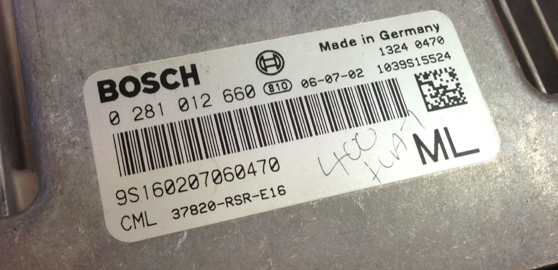 BOSCH
Made in Germany
1324 0470
0 281 012 660 810 06-07-02 1039S15524
9S160207060470
400
ML
CML 37820-RSR-E16